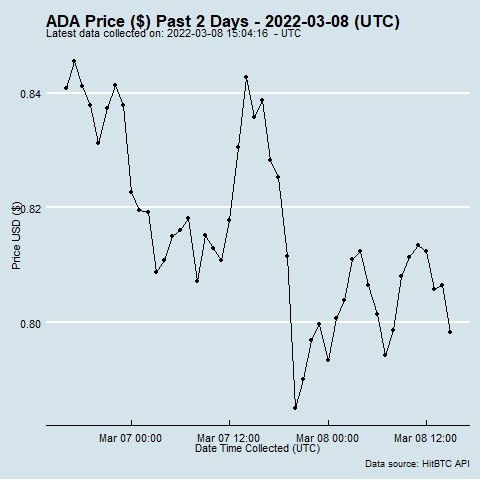 ADA Price ($) Past 2 Days - 2022-03-08 (UTC)
Latest data collected on: 2022-03-08 15:04:16 - UTC
0.84
0.82
0.80
Price USD ($)
Mar 07 00:00
Mar 07 12:00
Mar 08 00:00
Mar 08 12:00
Date Time Collected (UTC)
Data source: HitBTC API